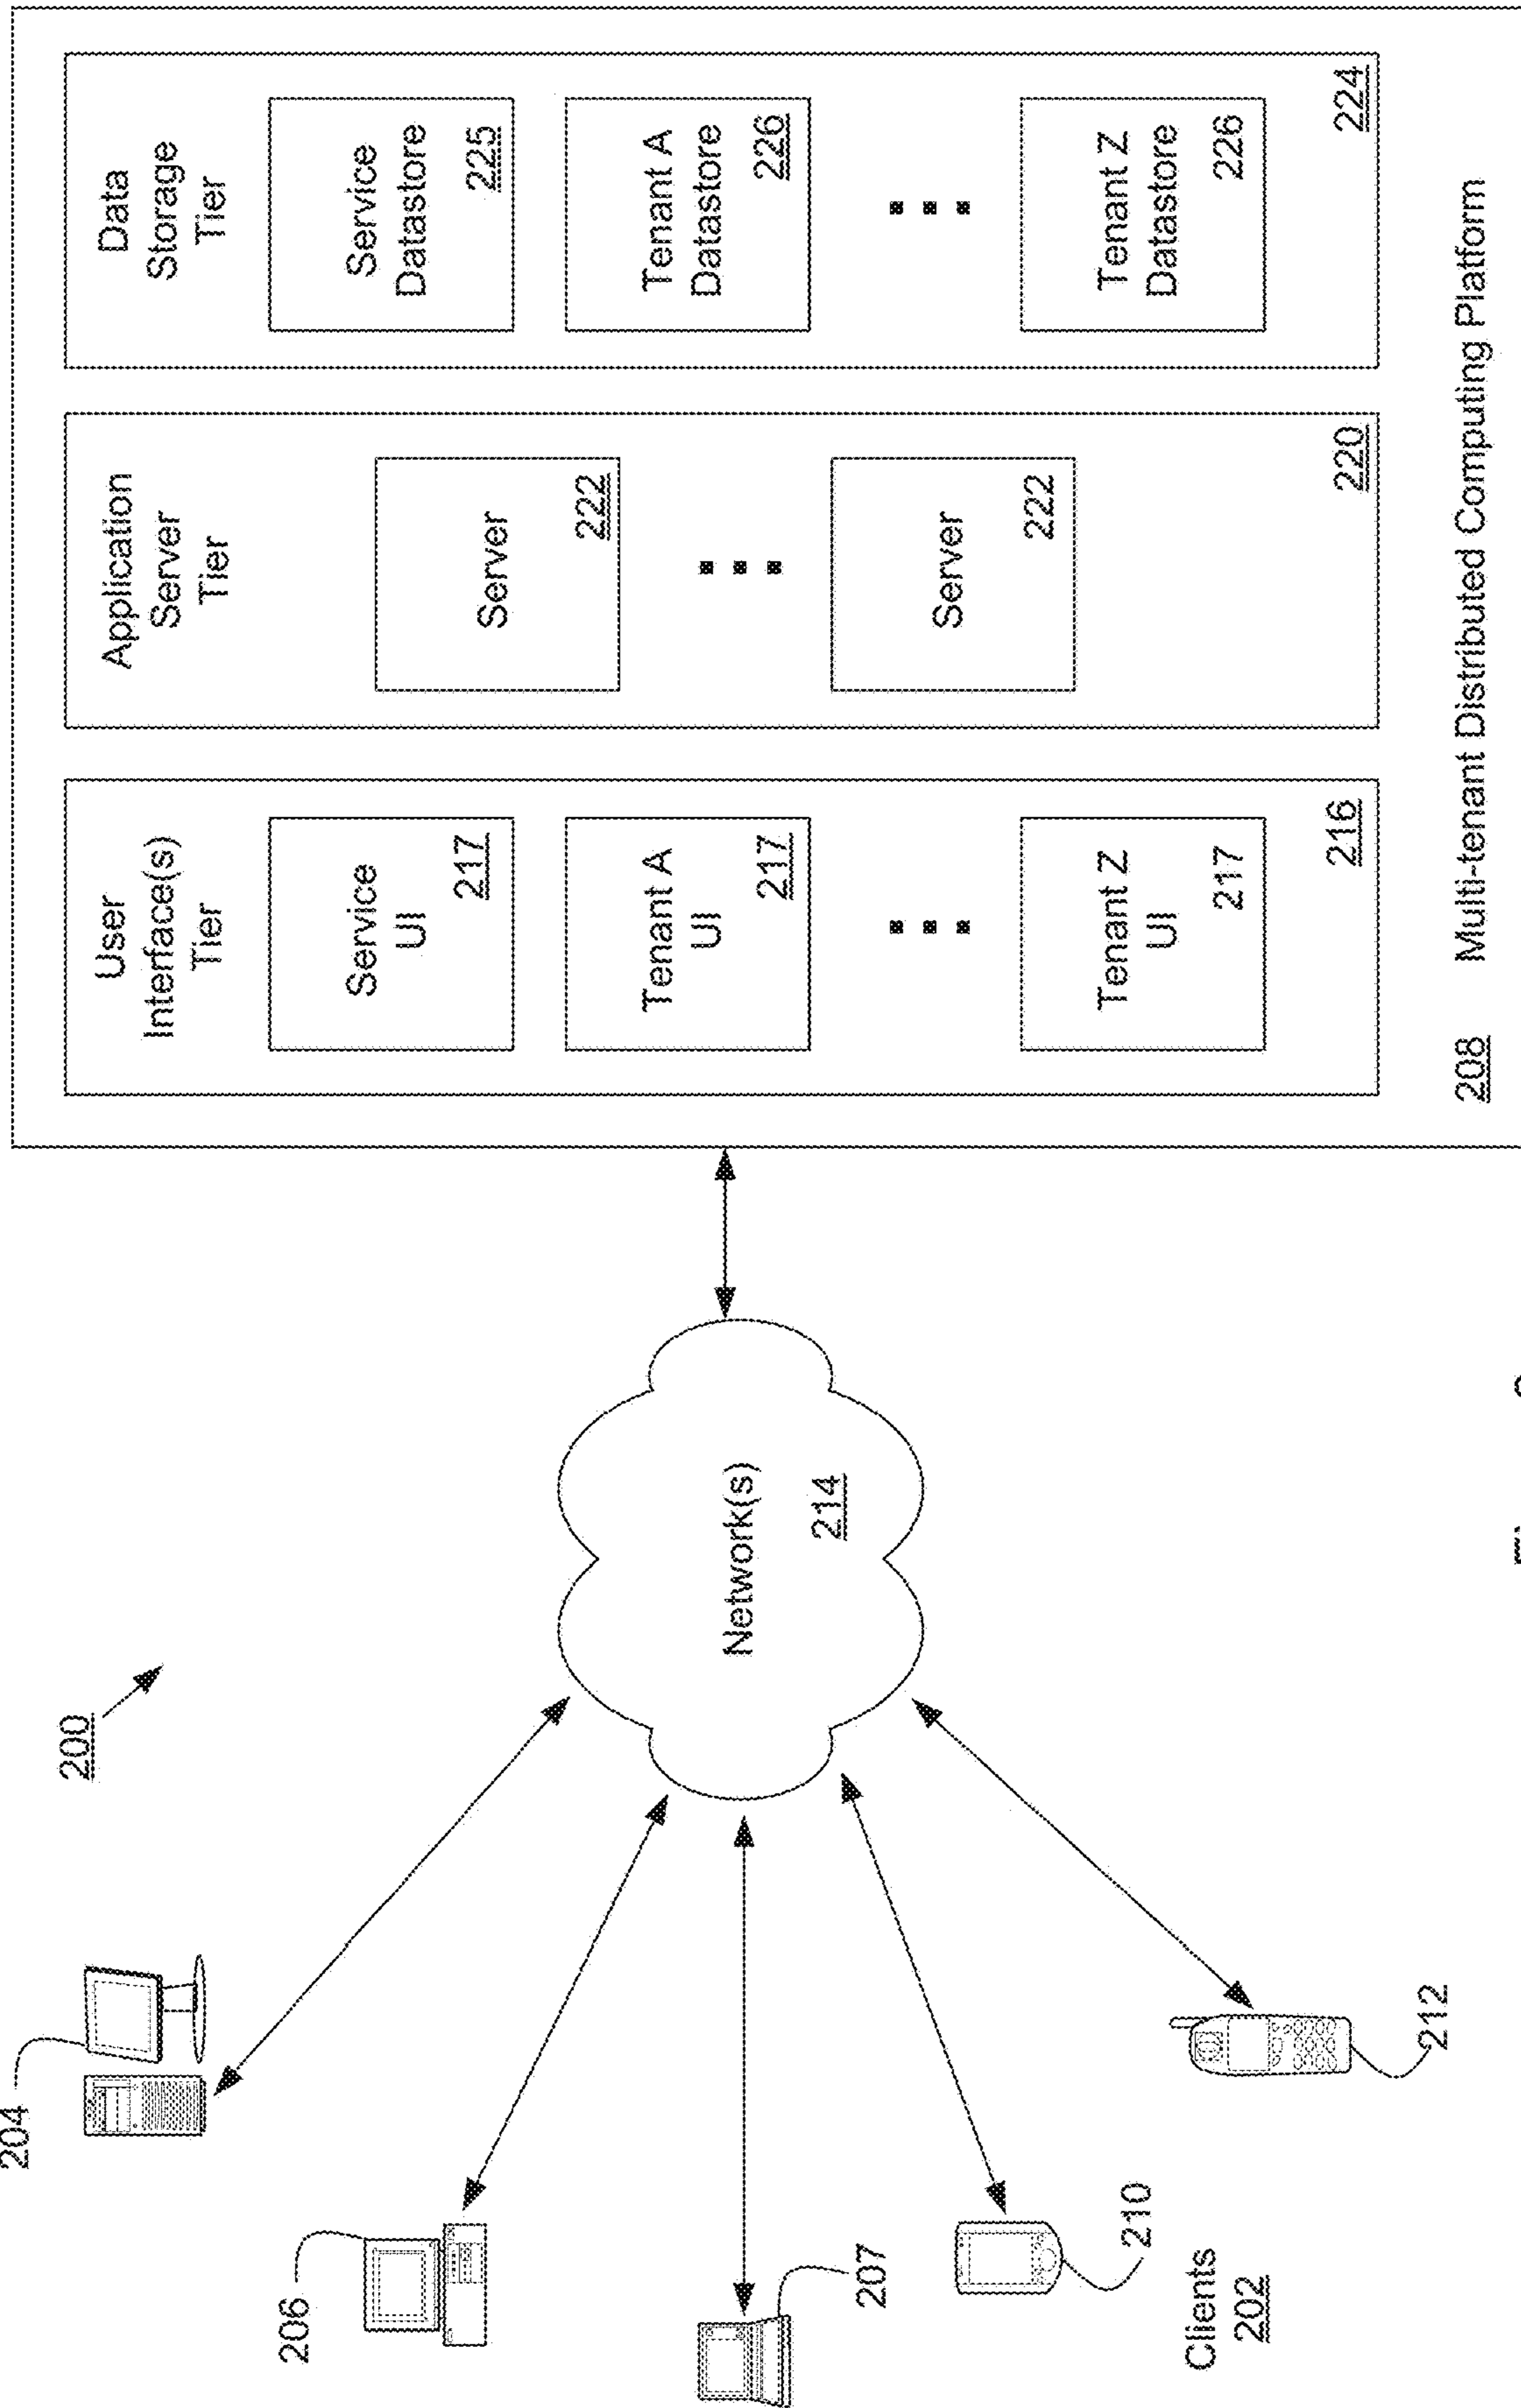 200
204
206
207
210
212
Clients
202
Network(s)
214
User
Interface(s)
Tier
Service
UI
217
Tenant A
UI
217
Tenant Z
UI
217
216
Application
Server
Tier
Server
222
Server
222
220
Data
Storage
Tier
Service
Datastore
225
Tenant A
Datastore
226
Tenant Z
Datastore
226
224
208 Multi-tenant Distributed Computing Platform